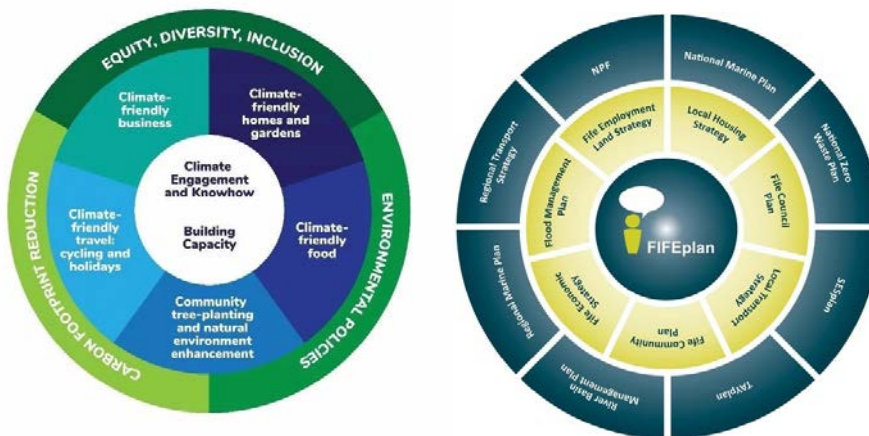 EQUITY, DIVERSITY, INCLUSION
Climate-
friendly
business
Climate-
friendly
homes and
gardens
Climate
Engagement
and Knowhow
Building
Capacity
Climate-
friendly
travel:
cycling and
holidays
Climate-
friendly
food
Community
tree-planting
and natural
environment
enhancement
CARBON FOOTPRINT REDUCTION
ENVIRONMENTAL POLICIES
NPF
National Marine Plan
National Zero
Waste Plan
SESplan
TAYplan
River Basin
Management Plan
Regional Marine Plan
Regional Transport
Strategy
Fife Employment
Land Strategy
Local Housing
Strategy
Fife Council
Plan
Local Transport
Strategy
Fife Community
Plan
Fife Economic
Strategy
Flood Management
Plan
FIFEplan